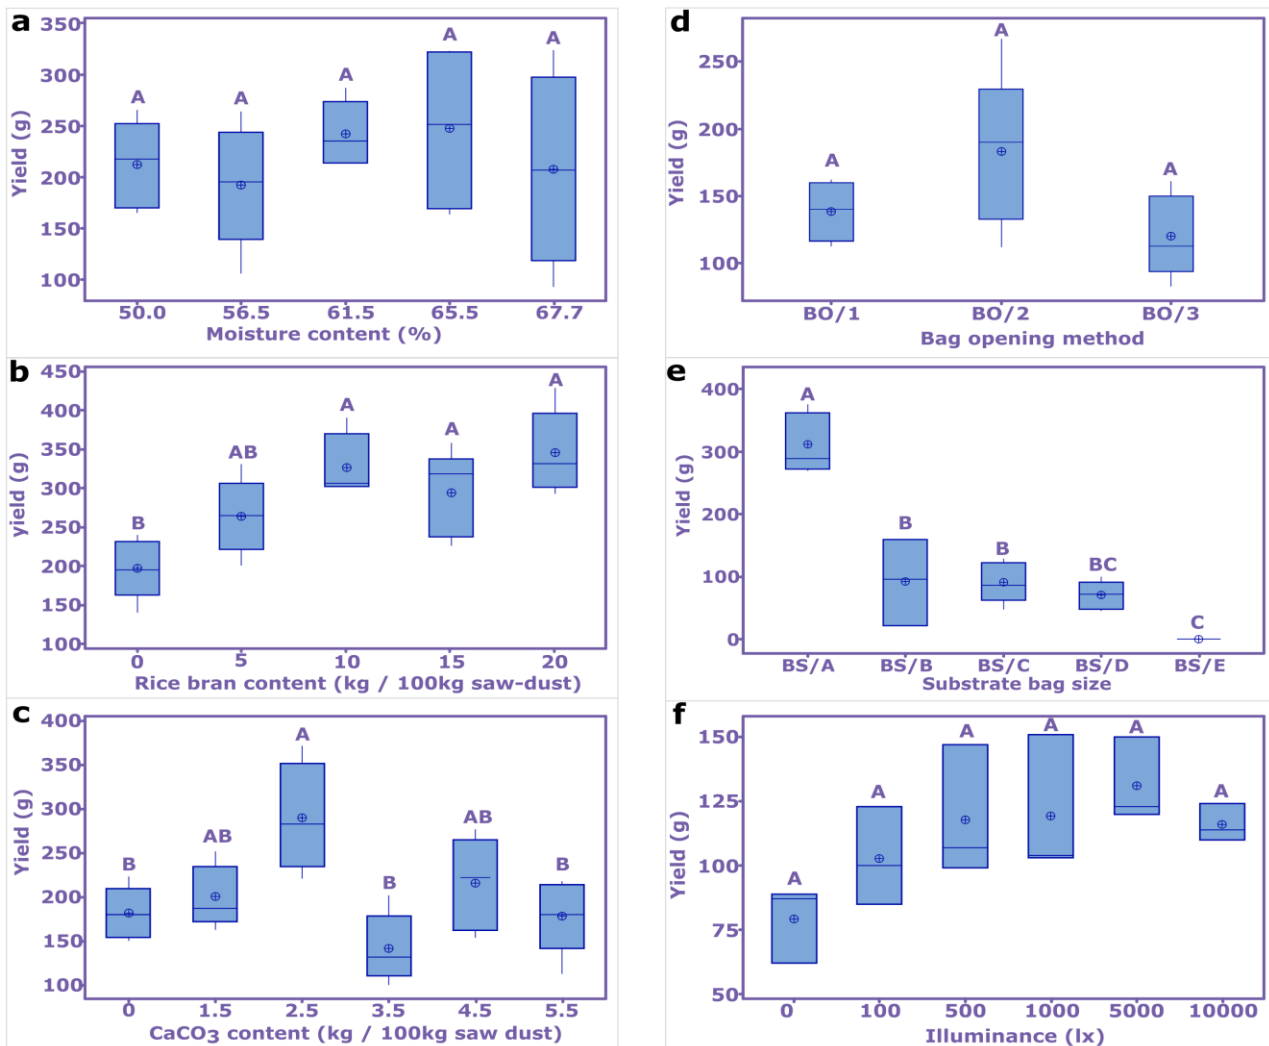 a
350
300
250
200
150
100
Yield (g)
A A A A A
50.0 56.5 61.5 65.5 67.7
Moisture content (%)
b
450
400
350
300
250
200
150
100
yield (g)
B AB A A A
0 5 10 15 20
Rice bran content (kg / 100kg saw-dust)
c
400
350
300
250
200
150
100
Yield (g)
B AB A B AB B
0 1.5 2.5 3.5 4.5 5.5
CaCO3 content (kg / 100kg saw dust)
d
250
200
150
100
Yield (g)
A A A
BO/1 BO/2 BO/3
Bag opening method
e
400
300
200
100
0
Yield (g)
A B B BC C
BS/A BS/B BS/C BS/D BS/E
Substrate bag size
f
150
125
100
75
50
Yield (g)
A A A A A A
0 100 500 1000 5000 10000
Illuminance (lx)